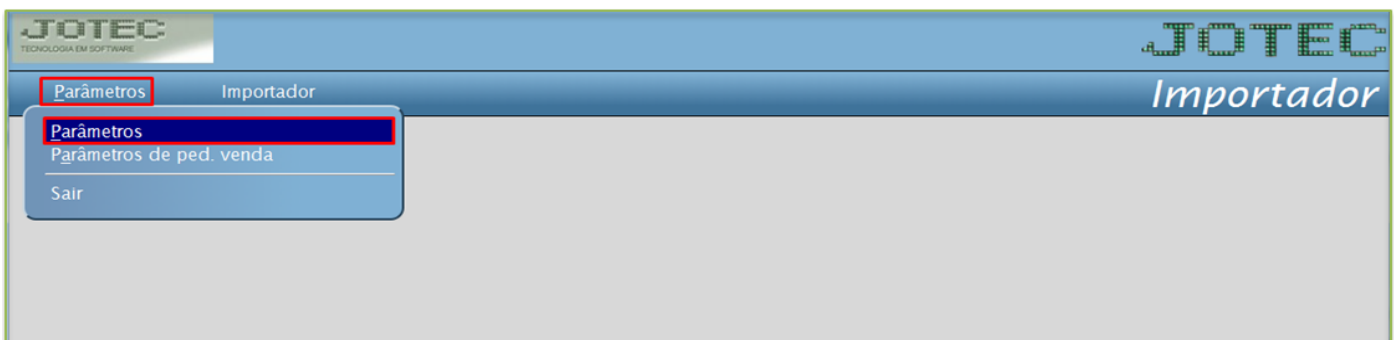 JOTEC
TECNOLOGIA EM SOFTWARE
JOTEC
Parâmetros Importador
Importador
Parâmetros
Parâmetros de ped. venda
Sair